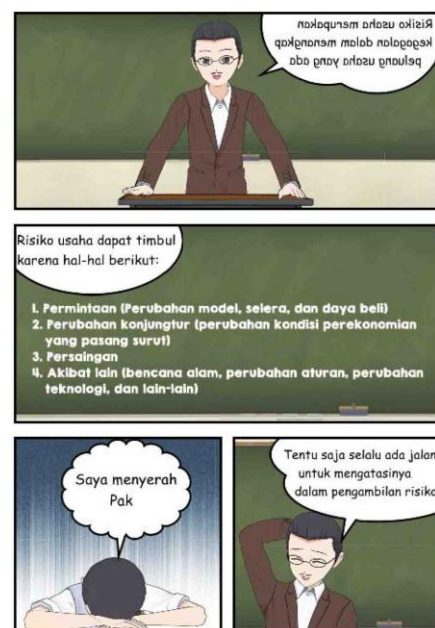 Risiko usaha merupakan
kegagalan dalam menangkap
peluang usaha yang ada
Risiko usaha dapat timbul
karena hal-hal berikut:
1. Permintaan (Perubahan model, selera, dan daya beli)
2. Perubahan konjungtur (perubahan kondisi perekonomian
yang pasang surut)
3. Persaingan
4. Akibat lain (bencana alam, perubahan aturan, perubahan
teknologi, dan lain-lain)
Saya menyerah
Pak
Tentu saja selalu ada jalan
untuk mengatasinya
dalam pengambilan risiko